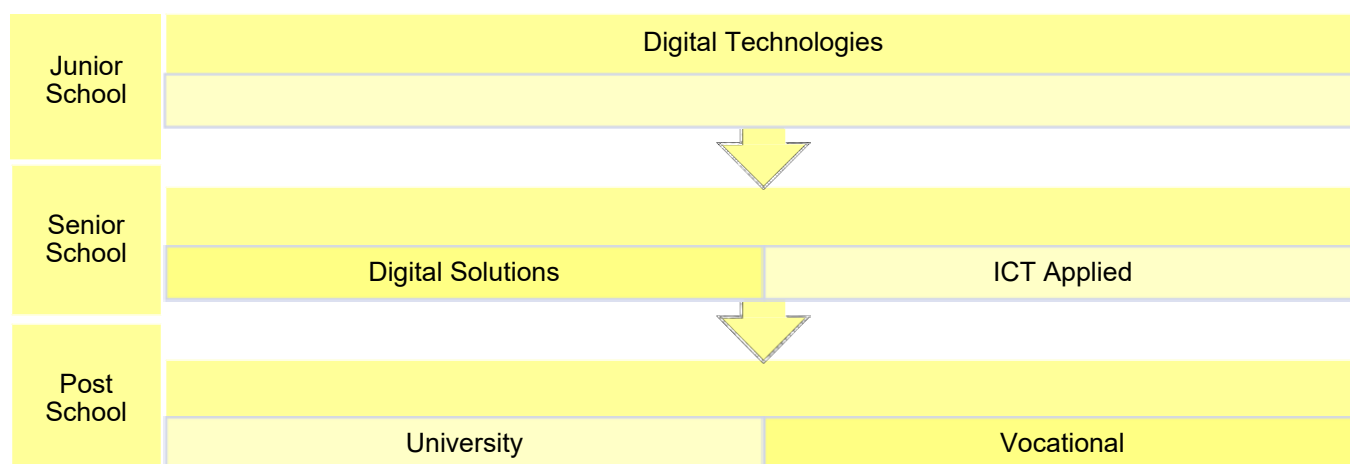 Junior
School
Digital Technologies
Senior
School
Digital Solutions
ICT Applied
Post
School
University
Vocational